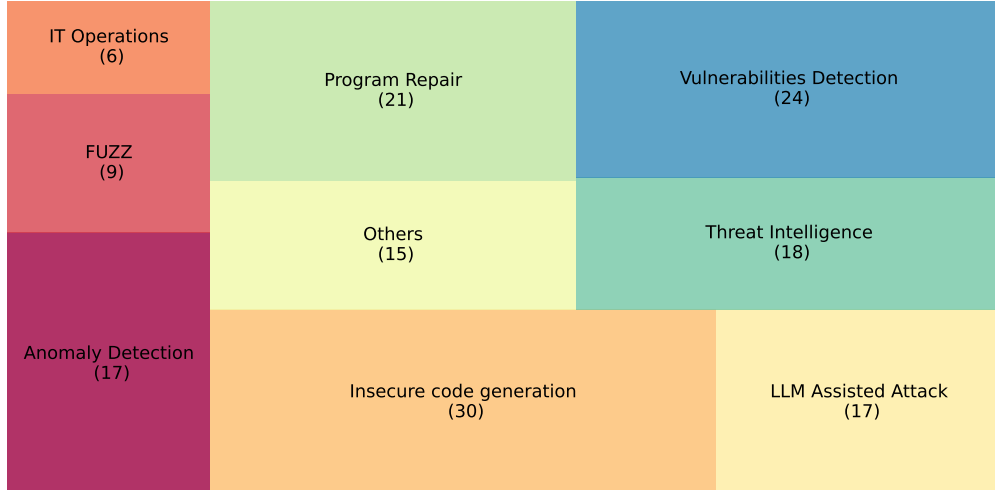 IT Operations
(6)
Program Repair
(21)
Vulnerabilities Detection
(24)
FUZZ
(9)
Others
(15)
Threat Intelligence
(18)
Anomaly Detection
(17)
Insecure code generation
(30)
LLM Assisted Attack
(17)